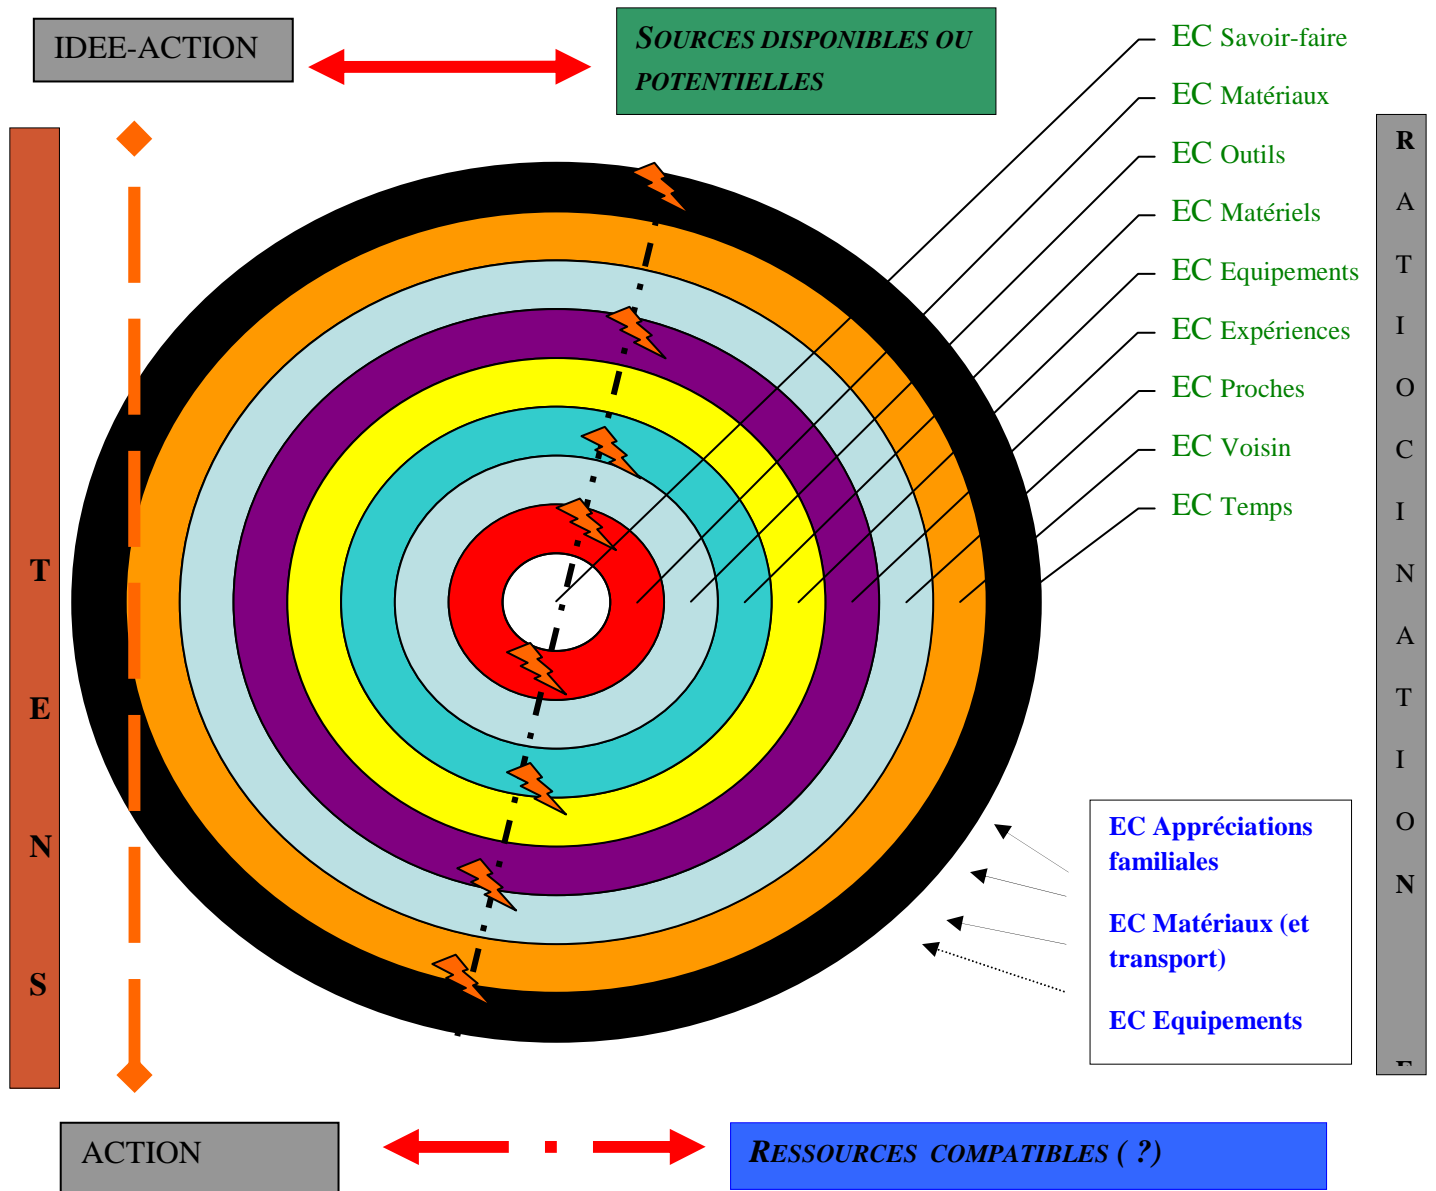 IDEE-ACTION
SOURCES DISPONIBLES OU
POTENTIELLES
EC Savoir-faire
EC Matériaux
EC Outils
EC Matériels
EC Equipements
EC Expériences
EC Proches
EC Voisin
EC Temps
T
E
N
S
R
A
T
I
O
C
I
N
A
T
I
O
N
EC Appréciations
familiales
EC Matériaux (et
transport)
EC Equipements
ACTION
RESSOURCES COMPATIBLES ( ?)